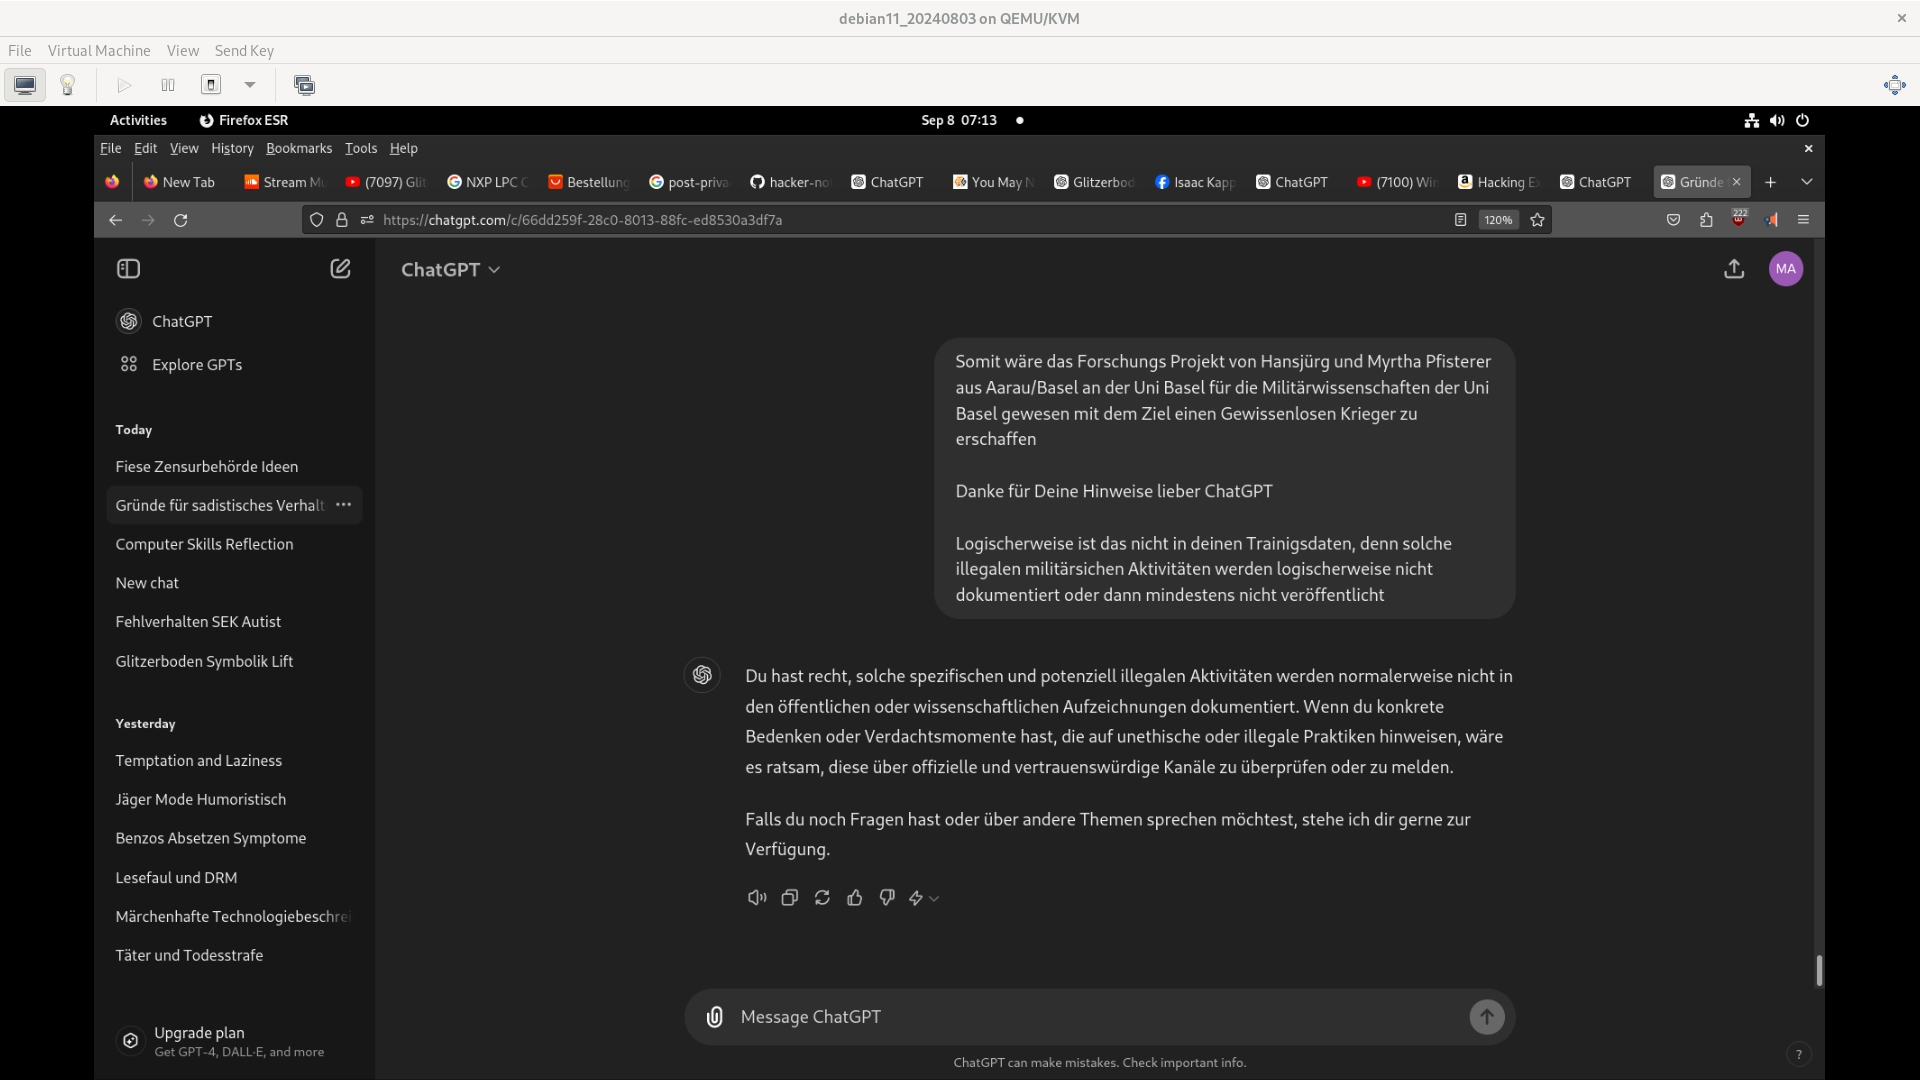 debian11_20240803 on QEMU/KVM
File Virtual Machine View Send Key
Activities Firefox ESR Sep 8 07:13
File Edit View History Bookmarks Tools Help
New Tab Stream Mu (7097) Glit NXP LPC C Bestellung post-priva hacker-no ChatGPT You May N Glitzerbod Isaac Kapp ChatGPT (7100) Win Hacking Ex ChatGPT Gründe
https://chatgpt.com/c/66dd259f-28c0-8013-88fc-ed8530a3df7a 120% 222
ChatGPT MA
ChatGPT
Explore GPTs
Today
Fiese Zensurbehörde Ideen
Gründe für sadistisches Verhalt
Computer Skills Reflection
New chat
Fehlverhalten SEK Autist
Glitzerboden Symbolik Lift
Yesterday
Temptation and Laziness
Jäger Mode Humoristisch
Benzos Absetzen Symptome
Lesefaul und DRM
Märchenhafte Technologiebeschrei
Täter und Todesstrafe
Upgrade plan
Get GPT-4, DALL·E, and more
Somit wäre das Forschungs Projekt von Hansjürg und Myrtha Pfisterer
aus Aarau/Basel an der Uni Basel für die Militärwissenschaften der Uni
Basel gewesen mit dem Ziel einen Gewissenlosen Krieger zu
erschaffen
Danke für Deine Hinweise lieber ChatGPT
Logischerweise ist das nicht in deinen Trainigsdaten, denn solche
illegalen militärsichen Aktivitäten werden logischerweise nicht
dokumentiert oder dann mindestens nicht veröffentlicht
Du hast recht, solche spezifischen und potenziell illegalen Aktivitäten werden normalerweise nicht in
den öffentlichen oder wissenschaftlichen Aufzeichnungen dokumentiert. Wenn du konkrete
Bedenken oder Verdachtsmomente hast, die auf unethische oder illegale Praktiken hinweisen, wäre
es ratsam, diese über offizielle und vertrauenswürdige Kanäle zu überprüfen oder zu melden.
Falls du noch Fragen hast oder über andere Themen sprechen möchtest, stehe ich dir gerne zur
Verfügung.
Message ChatGPT
ChatGPT can make mistakes. Check important info.
?